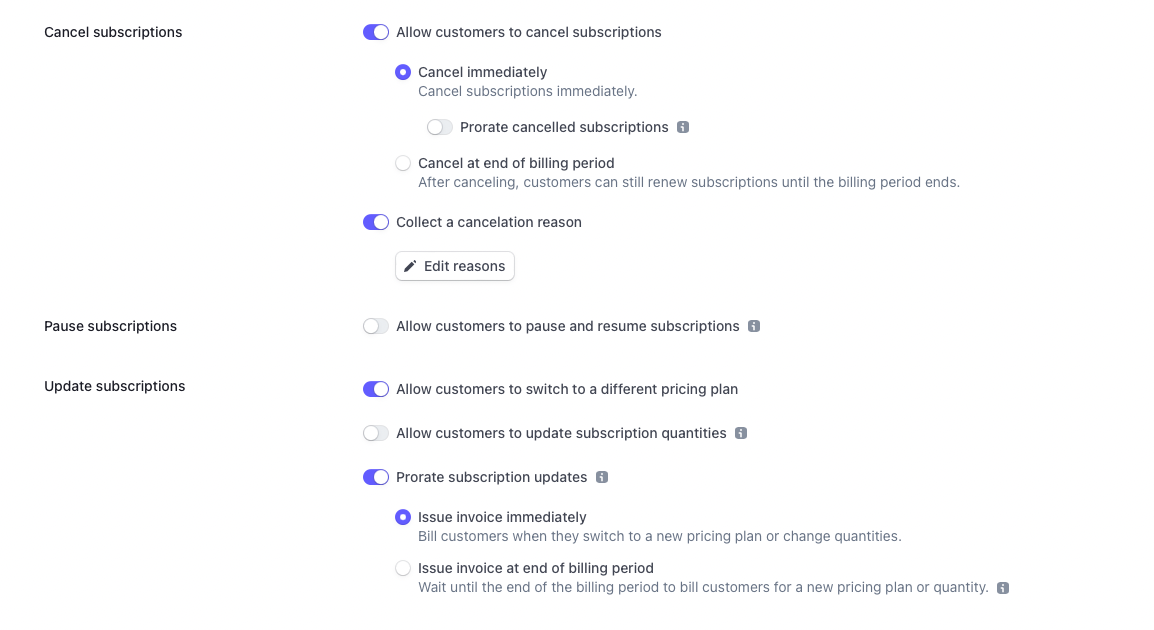 Cancel subscriptions
Allow customers to cancel subscriptions
Cancel immediately
Cancel subscriptions immediately.
Prorate cancelled subscriptions
Cancel at end of billing period
After canceling, customers can still renew subscriptions until the billing period ends.
Collect a cancelation reason
Edit reasons
Pause subscriptions
Allow customers to pause and resume subscriptions
Update subscriptions
Allow customers to switch to a different pricing plan
Allow customers to update subscription quantities
Prorate subscription updates
Issue invoice immediately
Bill customers when they switch to a new pricing plan or change quantities.
Issue invoice at end of billing period
Wait until the end of the billing period to bill customers for a new pricing plan or quantity.